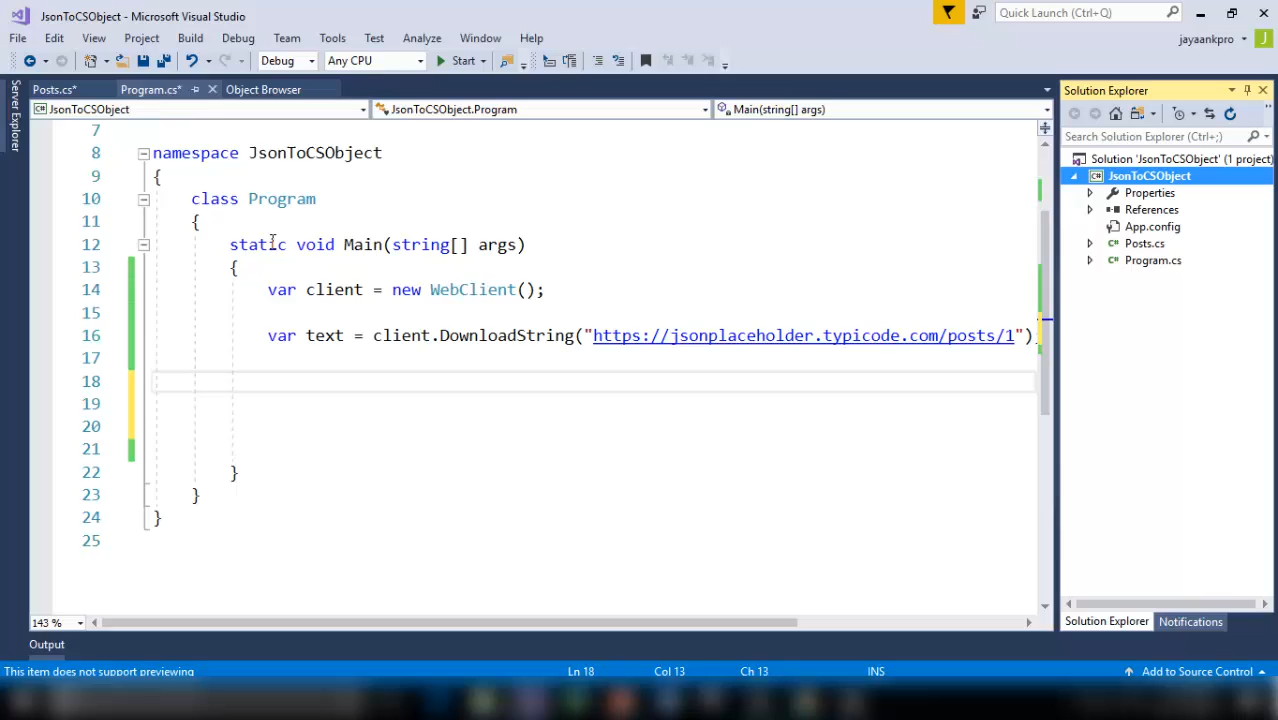 JsonToCSObject - Microsoft Visual Studio
Quick Launch (Ctrl+Q)
File Edit View Project Build Debug Team Tools Test Analyze Window Help
jayaankpro J
Debug Any CPU Start
Posts.cs* Program.cs* Object Browser
Solution Explorer
JsonToCSObject JsonToCSObject.Program Main(string[] args)
Server Explorer
Search Solution Explorer (Ctrl+;)
Solution 'JsonToCSObject' (1 project)
JsonToCSObject
Properties
References
App.config
Posts.cs
Program.cs
7
8 namespace JsonToCSObject
9 {
10 class Program
11 {
12 static void Main(string[] args)
13 {
14 var client = new WebClient();
15
16 var text = client.DownloadString("https://jsonplaceholder.typicode.com/posts/1")
17
18
19
20
21
22 }
23 }
24 }
25
143 %
Solution Explorer Notifications
Output
This item does not support previewing Ln 18 Col 13 Ch 13 INS Add to Source Control